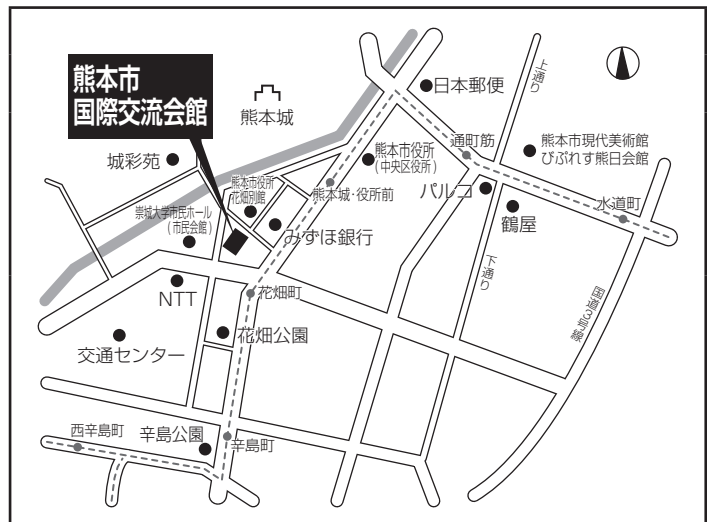 熊本市
国際交流会館
熊本城
日本郵便
上通り
城彩苑
熊本市役所
(中央区役所)
通町筋
熊本市現代美術館
びぷれす熊日会館
熊本市役所
花畑別館
熊本城・役所前
パルコ
鶴屋
水道町
崇城大学市民ホール
(市民会館)
みずほ銀行
下通り
国道3号線
NTT
花畑町
花畑公園
交通センター
西辛島町
辛島公園
辛島町